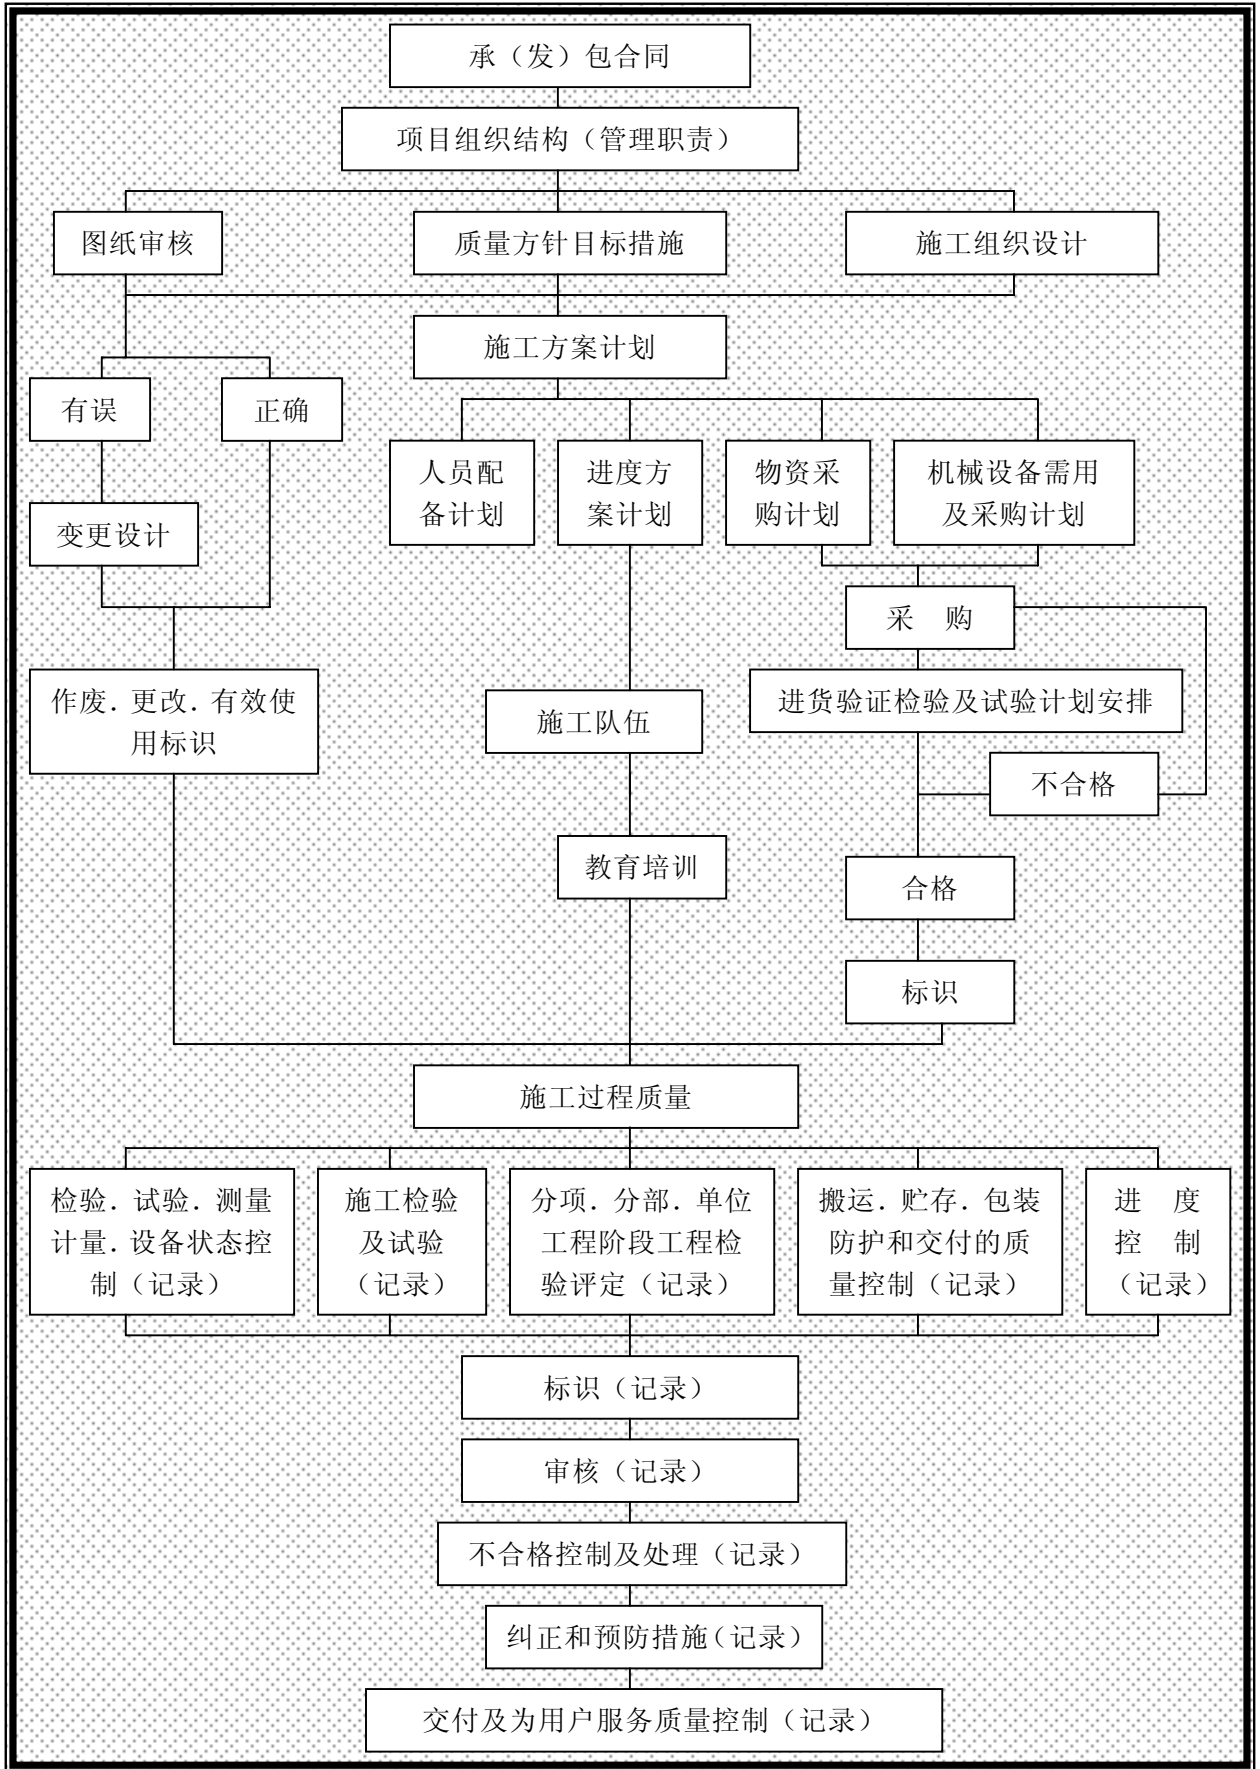 承（发）包合同
项目组织结构（管理职责）
图纸审核
质量方针目标措施
施工组织设计
施工方案计划
有误
正确
人员配
备计划
进度方
案计划
物资采
购计划
机械设备需用
及采购计划
变更设计
采　购
作废．更改．有效使
用标识
施工队伍
进货验证检验及试验计划安排
不合格
教育培训
合格
标识
施工过程质量
检验．试验．测量
计量．设备状态控
制（记录）
施工检验
及试验
（记录）
分项．分部．单位
工程阶段工程检
验评定（记录）
搬运．贮存．包装
防护和交付的质
量控制（记录）
进　度
控　制
（记录）
标识（记录）
审核（记录）
不合格控制及处理（记录）
纠正和预防措施（记录）
交付及为用户服务质量控制（记录）